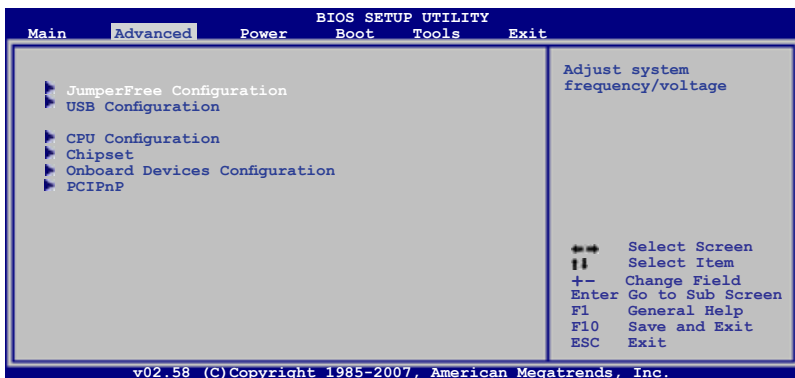 BIOS SETUP UTILITY
Main Advanced Power Boot Tools Exit
JumperFree Configuration
USB Configuration
CPU Configuration
Chipset
Onboard Devices Configuration
PCIPnP
Adjust system
frequency/voltage
Select Screen
Select Item
+- Change Field
Enter Go to Sub Screen
F1 General Help
F10 Save and Exit
ESC Exit
v02.58 (C)Copyright 1985-2007, American Megatrends, Inc.